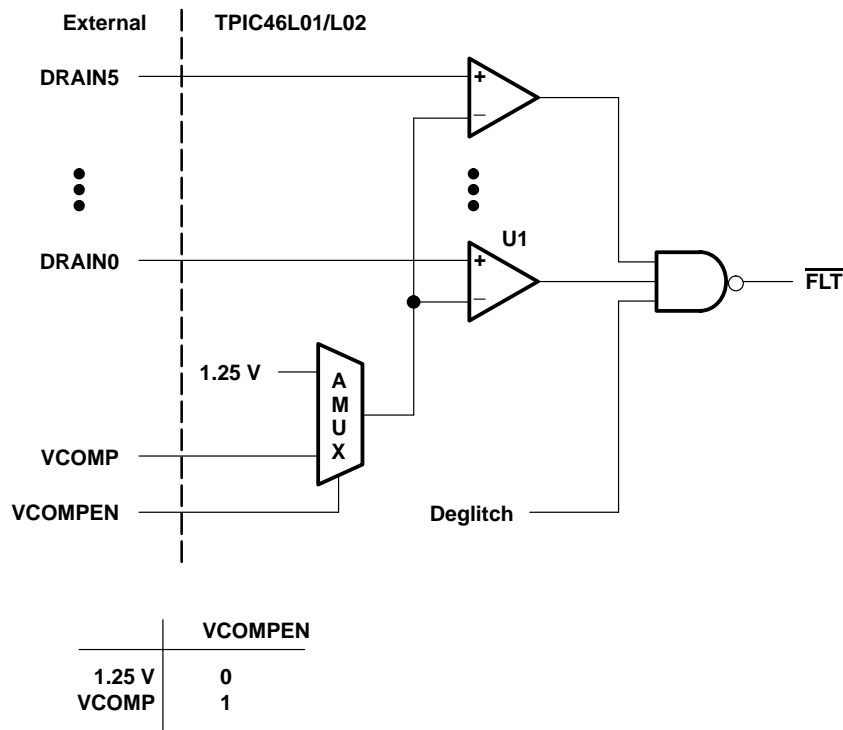 External TPIC46L01/L02
DRAIN5
+
–
U1
DRAIN0
+
–
FLT
1.25 V
A
M
U
X
VCOMP
VCOMPEN
Deglitch
VCOMPEN
1.25 V 0
VCOMP 1